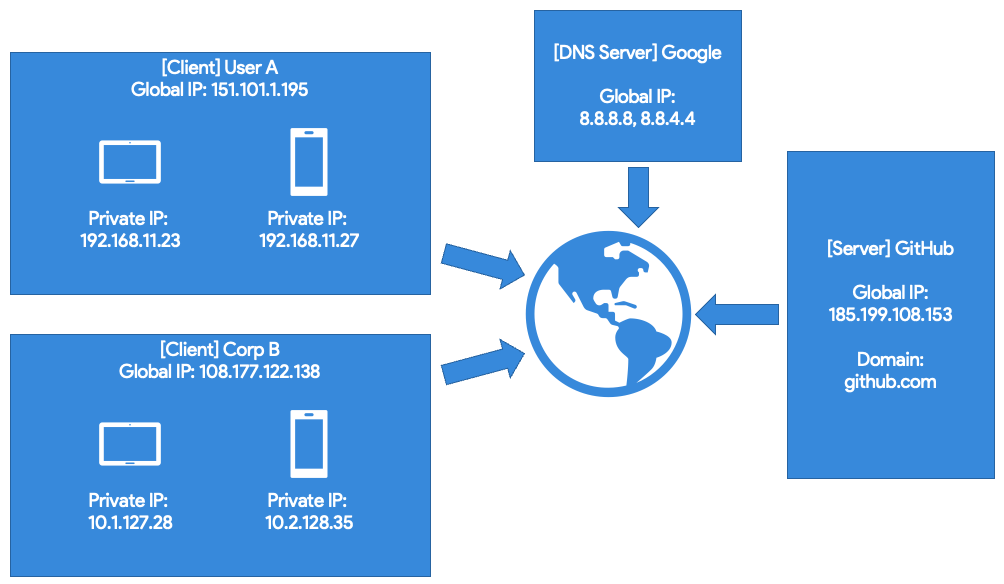 [Client] User A
Global IP: 151.101.1.195
Private IP:
192.168.11.23
Private IP:
192.168.11.27
[Client] Corp B
Global IP: 108.177.122.138
Private IP:
10.1.127.28
Private IP:
10.2.128.35
[DNS Server] Google
Global IP:
8.8.8.8, 8.8.4.4
[Server] GitHub
Global IP:
185.199.108.153
Domain:
github.com